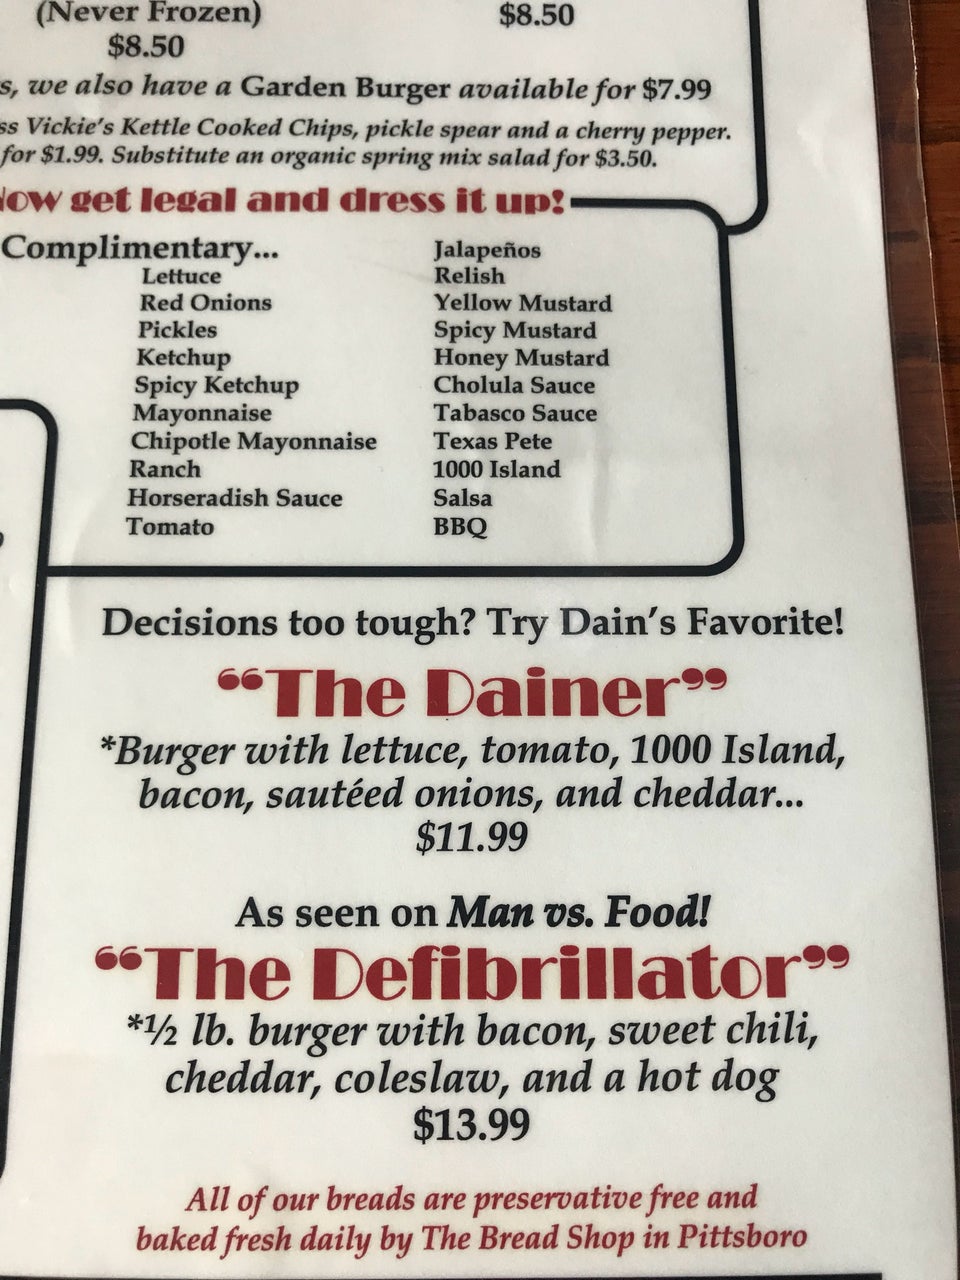 (Never Frozen)
$8.50
$8.50
we also have a Garden Burger available for $7.99
Vickie's Kettle Cooked Chips, pickle spear and a cherry pepper.
for $1.99. Substitute an organic spring mix salad for $3.50.
get legal and dress it up!
Complimentary...
Lettuce
Red Onions
Pickles
Ketchup
Spicy Ketchup
Mayonnaise
Chipotle Mayonnaise
Ranch
Horseradish Sauce
Tomato
Jalapeños
Relish
Yellow Mustard
Spicy Mustard
Honey Mustard
Cholula Sauce
Tabasco Sauce
Texas Pete
1000 Island
Salsa
BBQ
Decisions too tough? Try Dain's Favorite!
“The Dainer”
*Burger with lettuce, tomato, 1000 Island,
bacon, sautéed onions, and cheddar...
$11.99
As seen on Man vs. Food!
“The Defibrillator”
*½ lb. burger with bacon, sweet chili,
cheddar, coleslaw, and a hot dog
$13.99
All of our breads are preservative free and
baked fresh daily by The Bread Shop in Pittsboro